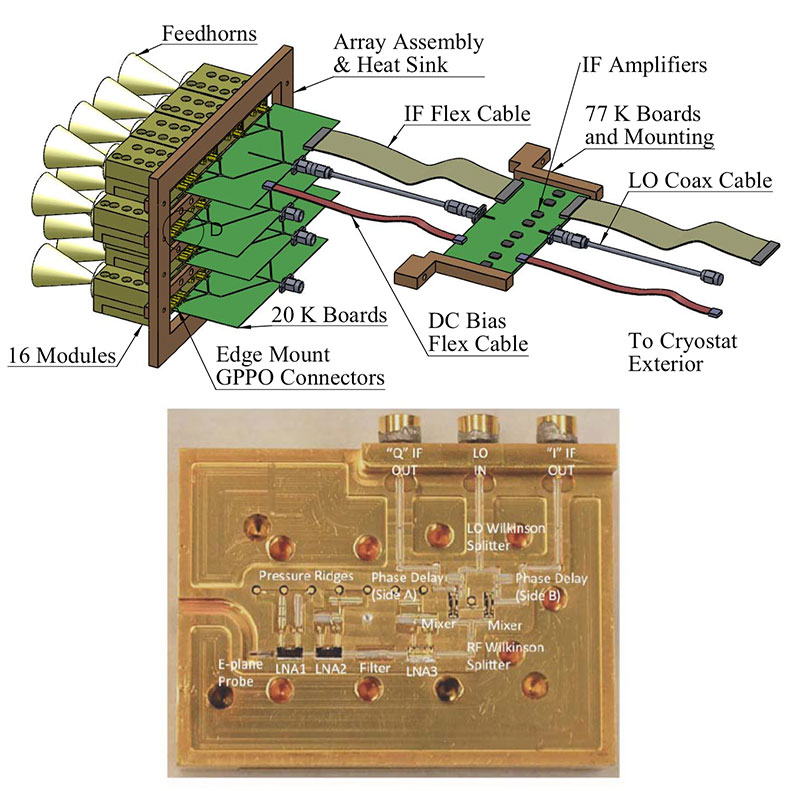 Feedhorns
Array Assembly
& Heat Sink
IF Amplifiers
IF Flex Cable
77 K Boards
and Mounting
LO Coax Cable
20 K Boards
DC Bias
Flex Cable
To Cryostat
Exterior
16 Modules
Edge Mount
GPPO Connectors
"Q" IF
OUT
LO
IN
"I" IF
OUT
LO Wilkinson
Splitter
Pressure Ridges
Phase Delay
(Side A)
Phase Delay
(Side B)
Mixer
Mixer
E-plane
Probe
LNA1
LNA2
Filter
LNA3
RF Wilkinson
Splitter